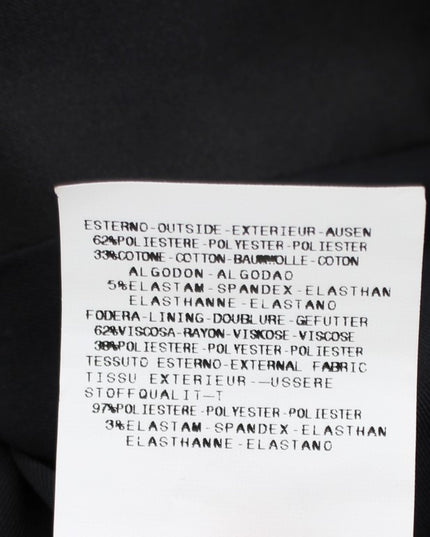 ESTERNO-OUTSIDE-EXTERIEUR-AUSEN
62%POLIESTERE-POLYESTER-POLIESTER
33%COTONE-COTTON-BAUMWOLLE-COTON
ALGODON-ALGODAO
5%ELASTAM-SPANDEX-ELASTHAN
ELASTHANNE-ELASTANO
FODERA-LINING-DOUBLURE-GEFUTTER
62%VISCOSA-RAYON-VISKOSE-VISCOSE
38%POLIESTERE-POLYESTER-POLIESTER
TESSUTO ESTERNO-EXTERNAL FABRIC
TISSU EXTERIEUR-—USSERE
STOFFQUALIT—T
97%POLIESTERE-POLYESTER-POLIESTER
3%ELASTAM-SPANDEX-ELASTHAN
ELASTHANNE-ELASTANO